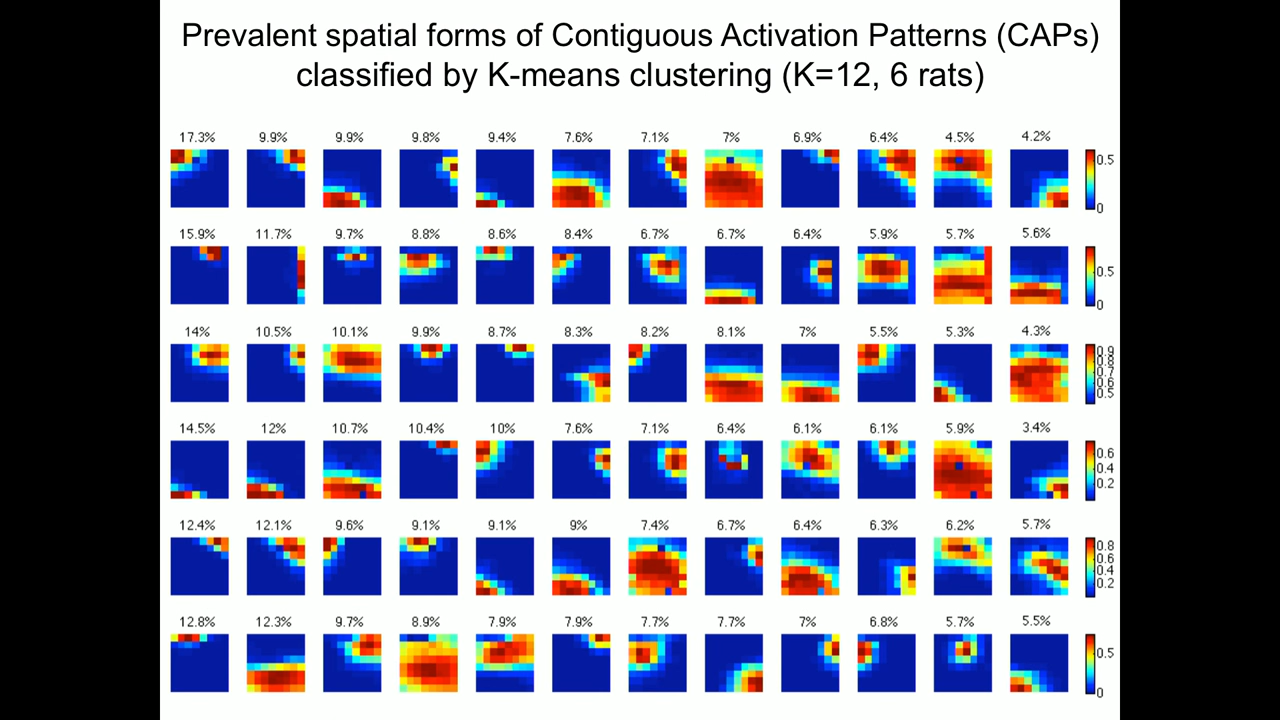 Prevalent spatial forms of Contiguous Activation Patterns (CAPs)
classified by K-means clustering (K=12, 6 rats)
17.3% 9.9% 9.9% 9.8% 9.4% 7.6% 7.1% 7% 6.9% 6.4% 4.5% 4.2%
0.5
0
15.9% 11.7% 9.7% 8.8% 8.6% 8.4% 6.7% 6.7% 6.4% 5.9% 5.7% 5.6%
0.5
0
14% 10.5% 10.1% 9.9% 8.7% 8.3% 8.2% 8.1% 7% 5.5% 5.3% 4.3%
0.9
0.8
0.7
0.6
0.5
14.5% 12% 10.7% 10.4% 10% 7.6% 7.1% 6.4% 6.1% 6.1% 5.9% 3.4%
0.6
0.4
0.2
12.4% 12.1% 9.6% 9.1% 9.1% 9% 7.4% 6.7% 6.4% 6.3% 6.2% 5.7%
0.8
0.6
0.4
0.2
12.8% 12.3% 9.7% 8.9% 7.9% 7.9% 7.7% 7.7% 7% 6.8% 5.7% 5.5%
0.5
0